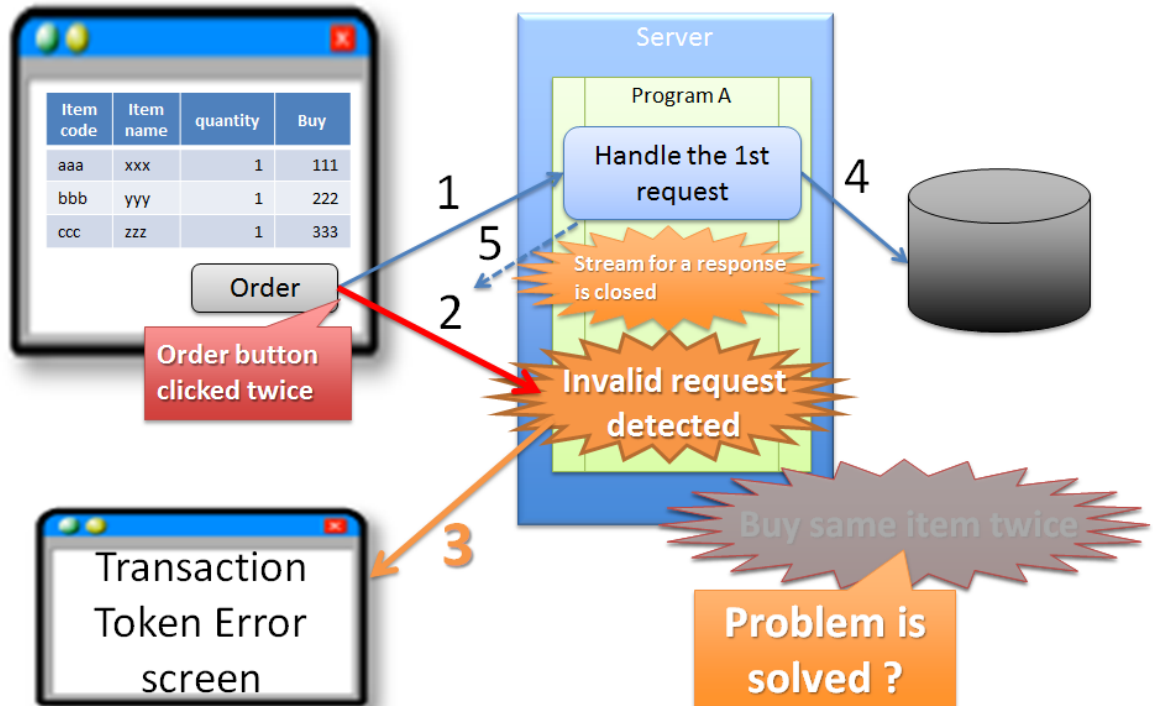 Item code
Item name
quantity
Buy
aaa xxx 1 111
bbb yyy 1 222
ccc zzz 1 333
Order
Order button
clicked twice
1
2
5
Server
Program A
Handle the 1st
request
Stream for a response
is closed
Invalid request
detected
4
3
Transaction
Token Error
screen
Buy same item twice
Problem is
solved ?